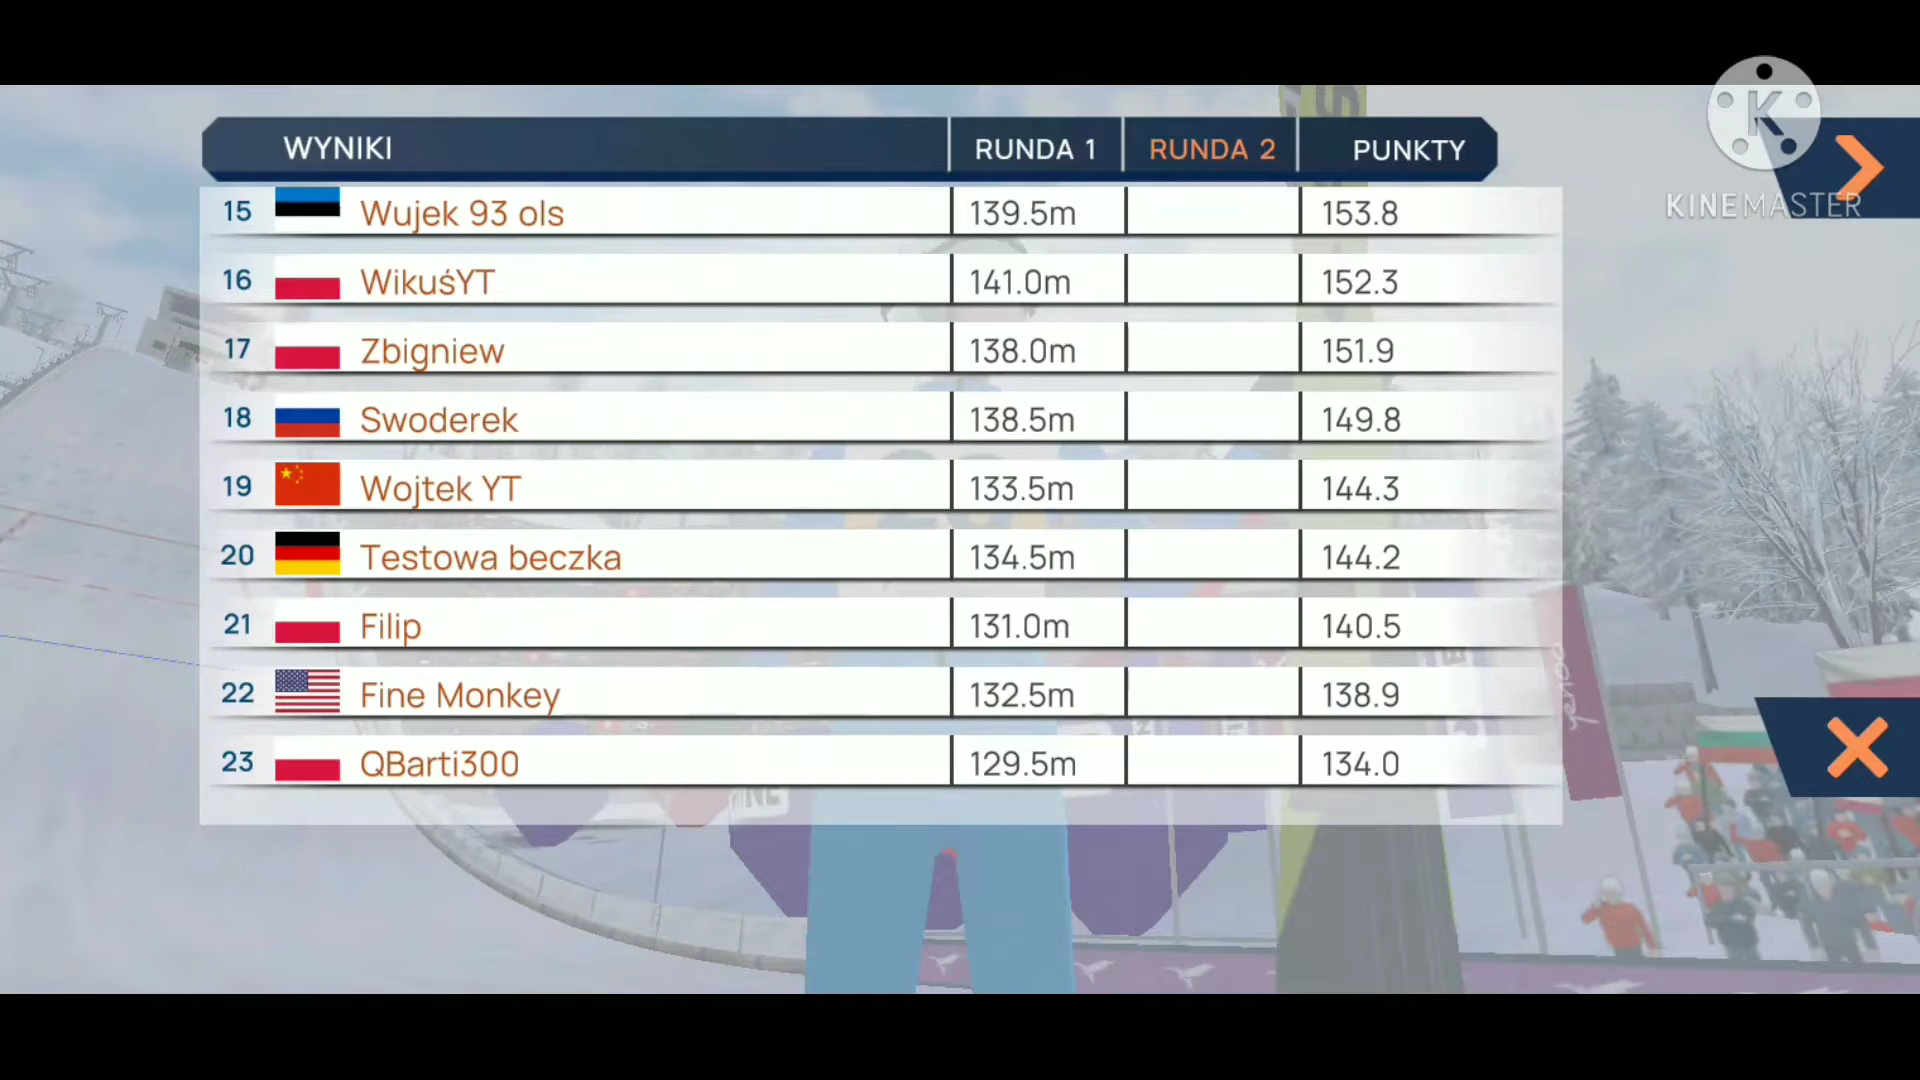 WYNIKI RUNDA 1 RUNDA 2 PUNKTY
K
KINEMASTER
15 Wujek 93 ols 139.5m 153.8
16 WikuśYT 141.0m 152.3
17 Zbigniew 138.0m 151.9
18 Swoderek 138.5m 149.8
19 Wojtek YT 133.5m 144.3
20 Testowa beczka 134.5m 144.2
21 Filip 131.0m 140.5
22 Fine Monkey 132.5m 138.9
23 QBarti300 129.5m 134.0